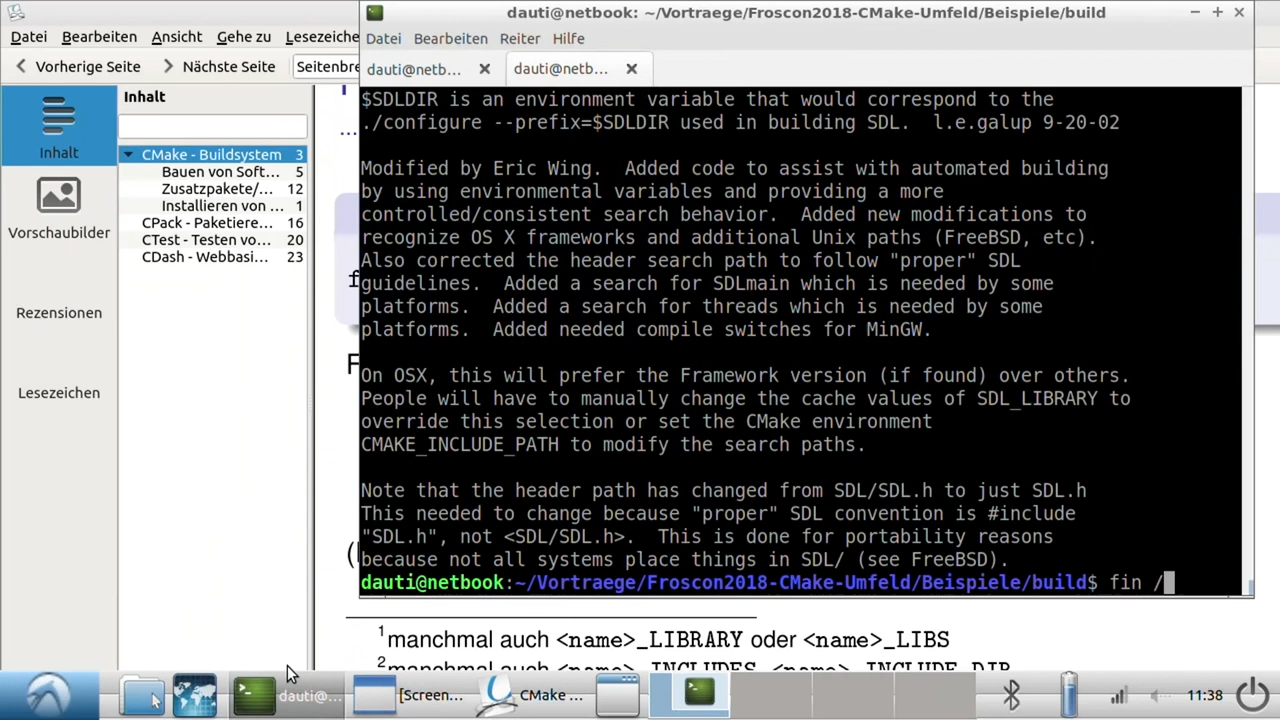 dauti@netbook: ~/Vortraege/Froscon2018-CMake-Umfeld/Beispiele/build
Datei Bearbeiten Ansicht Gehe zu Lesezeiche
Datei Bearbeiten Reiter Hilfe
Vorherige Seite Nächste Seite Seitenbre
dauti@netb... dauti@netb...
Inhalt
Inhalt
CMake - Buildsystem 3
Bauen von Soft... 5
Zusatzpakete/... 12
Installieren von ... 1
CPack - Paketiere... 16
CTest - Testen vo... 20
CDash - Webbasi... 23
Vorschaubilder
Rezensionen
Lesezeichen
$SDLDIR is an environment variable that would correspond to the
./configure --prefix=$SDLDIR used in building SDL.  l.e.galup 9-20-02
Modified by Eric Wing.  Added code to assist with automated building
by using environmental variables and providing a more
controlled/consistent search behavior.  Added new modifications to
recognize OS X frameworks and additional Unix paths (FreeBSD, etc).
Also corrected the header search path to follow "proper" SDL
guidelines.  Added a search for SDLmain which is needed by some
platforms.  Added a search for threads which is needed by some
platforms.  Added needed compile switches for MinGW.
On OSX, this will prefer the Framework version (if found) over others.
People will have to manually change the cache values of SDL_LIBRARY to
override this selection or set the CMake environment
CMAKE_INCLUDE_PATH to modify the search paths.
Note that the header path has changed from SDL/SDL.h to just SDL.h
This needed to change because "proper" SDL convention is #include
"SDL.h", not <SDL/SDL.h>.  This is done for portability reasons
because not all systems place things in SDL/ (see FreeBSD).
dauti@netbook:~/Vortraege/Froscon2018-CMake-Umfeld/Beispiele/build$ fin /
1manchmal auch <name>_LIBRARY oder <name>_LIBS
2manchmal auch <name>_INCLUDES, <name>_INCLUDE_DIR
dauti@... [Screen... CMake ... 11:38